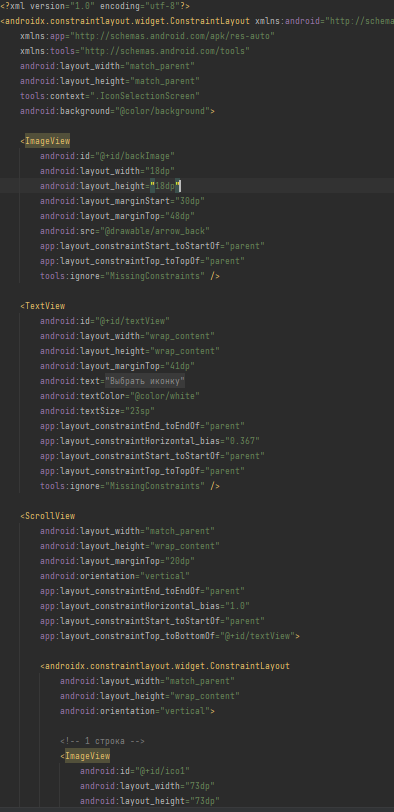 <?xml version="1.0" encoding="utf-8"?>
<androidx.constraintlayout.widget.ConstraintLayout xmlns:android="http://schema
xmlns:app="http://schemas.android.com/apk/res-auto"
xmlns:tools="http://schemas.android.com/tools"
android:layout_width="match_parent"
android:layout_height="match_parent"
tools:context=".IconSelectionScreen"
android:background="@color/background">
<ImageView
android:id="@+id/backImage"
android:layout_width="18dp"
android:layout_height="18dp"
android:layout_marginStart="30dp"
android:layout_marginTop="48dp"
android:src="@drawable/arrow_back"
app:layout_constraintStart_toStartOf="parent"
app:layout_constraintTop_toTopOf="parent"
tools:ignore="MissingConstraints" />
<TextView
android:id="@+id/textView"
android:layout_width="wrap_content"
android:layout_height="wrap_content"
android:layout_marginTop="41dp"
android:text="Выбрать иконку"
android:textColor="@color/white"
android:textSize="23sp"
app:layout_constraintEnd_toEndOf="parent"
app:layout_constraintHorizontal_bias="0.367"
app:layout_constraintStart_toStartOf="parent"
app:layout_constraintTop_toTopOf="parent"
tools:ignore="MissingConstraints" />
<ScrollView
android:layout_width="match_parent"
android:layout_height="wrap_content"
android:layout_marginTop="20dp"
android:orientation="vertical"
app:layout_constraintEnd_toEndOf="parent"
app:layout_constraintHorizontal_bias="1.0"
app:layout_constraintStart_toStartOf="parent"
app:layout_constraintTop_toBottomOf="@+id/textView">
<androidx.constraintlayout.widget.ConstraintLayout
android:layout_width="match_parent"
android:layout_height="wrap_content"
android:orientation="vertical">
<!-- 1 строка -->
<ImageView
android:id="@+id/ico1"
android:layout_width="73dp"
android:layout_height="73dp"